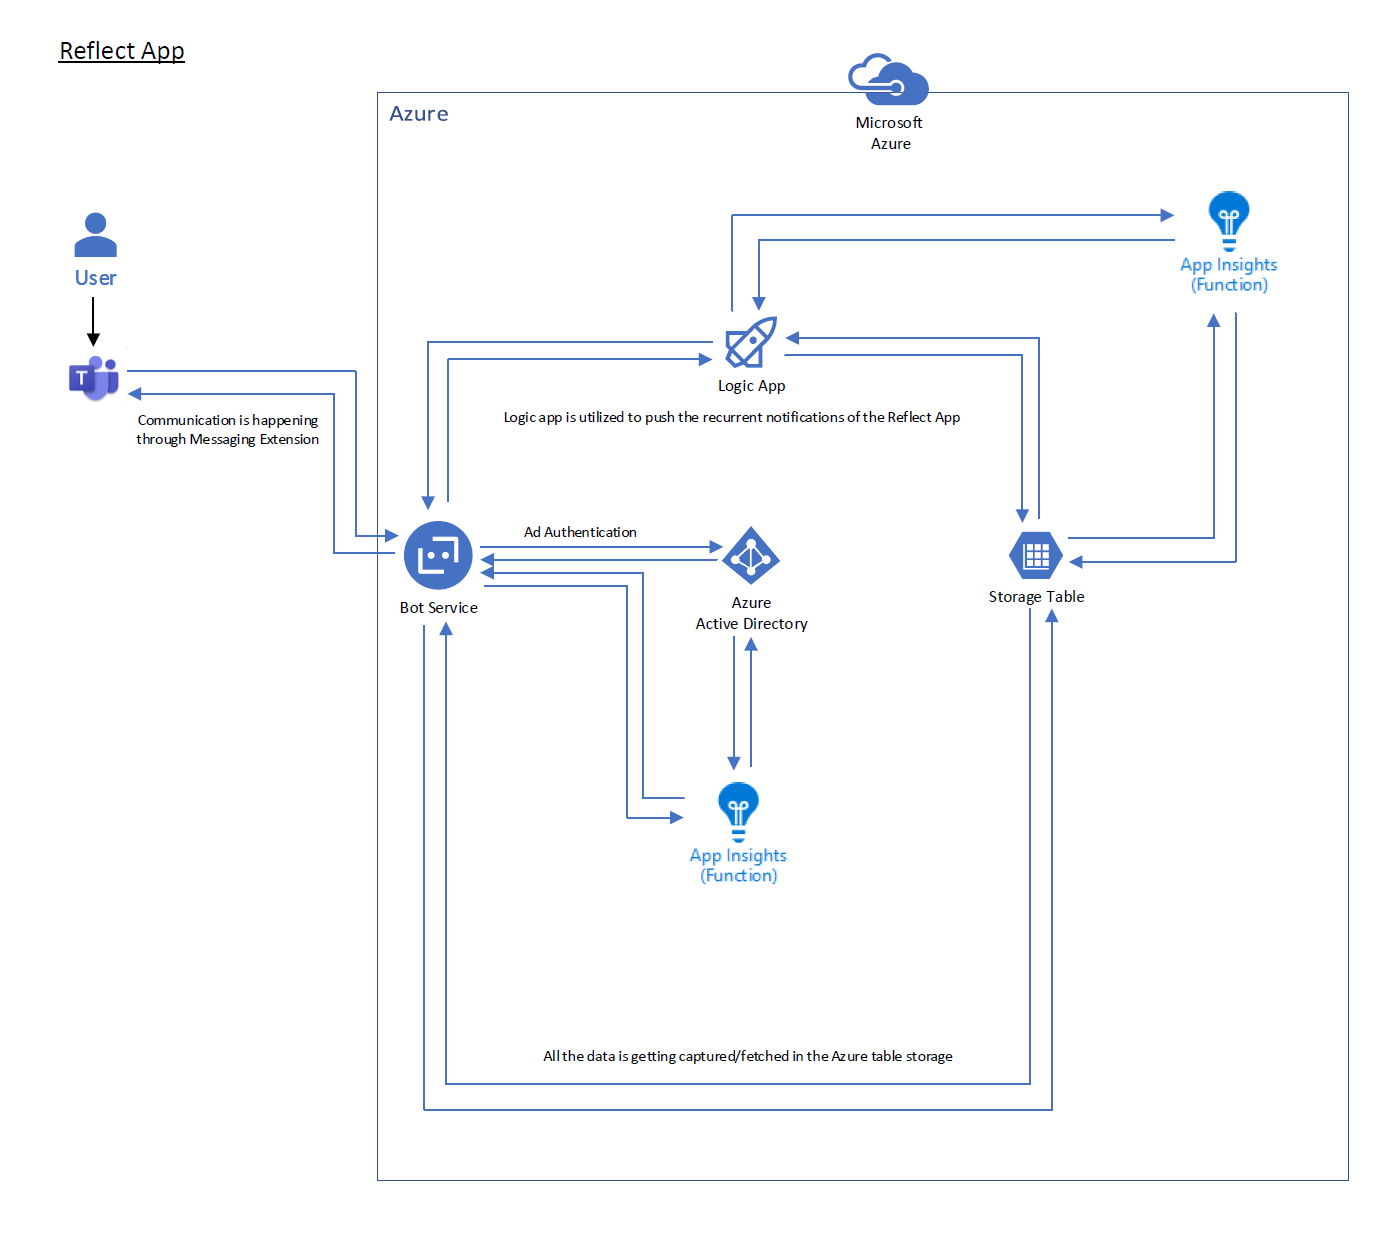 Reflect App
Azure
Microsoft
Azure
User
App Insights
(Function)
T
Logic App
Communication is happening
through Messaging Extension
Logic app is utilized to push the recurrent notifications of the Reflect App
Ad Authentication
Bot Service
Azure
Active Directory
Storage Table
App Insights
(Function)
All the data is getting captured/fetched in the Azure table storage